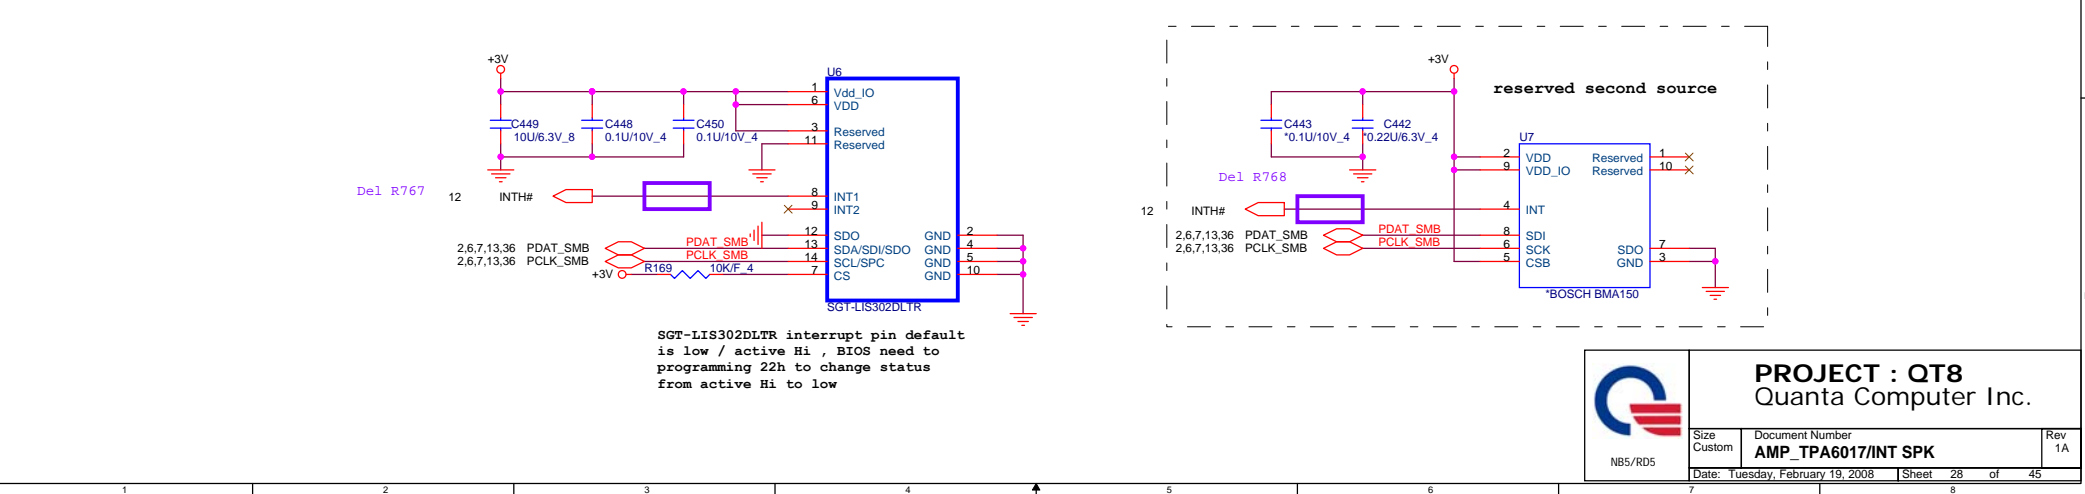 +3V
U6
1 Vdd_IO
6 VDD
3 Reserved
11 Reserved
C449
10U/6.3V_8
C448
0.1U/10V_4
C450
0.1U/10V_4
Del R767
12 INTH#
8 INT1
9 INT2
12 SDO
2,6,7,13,36 PDAT_SMB PDAT_SMB 13 SDA/SDI/SDO
2,6,7,13,36 PCLK_SMB PCLK_SMB 14 SCL/SPC
+3V R169 10K/F_4 7 CS
GND 2
GND 4
GND 5
GND 10
SGT-LIS302DLTR
SGT-LIS302DLTR interrupt pin default
is low / active Hi , BIOS need to
programming 22h to change status
from active Hi to low
+3V
reserved second source
C443
*0.1U/10V_4
C442
*0.22U/6.3V_4
U7
2 VDD Reserved 1
9 VDD_IO Reserved 10
Del R768
12 INTH# 4 INT
2,6,7,13,36 PDAT_SMB PDAT_SMB 8 SDI
2,6,7,13,36 PCLK_SMB PCLK_SMB 6 SCK SDO 7
5 CSB GND 3
*BOSCH BMA150
PROJECT : QT8
Quanta Computer Inc.
NB5/RD5
Size
Custom
Document Number
AMP_TPA6017/INT SPK
Rev
1A
Date: Tuesday, February 19, 2008 Sheet 28 of 45
1 2 3 4 5 6 7 8